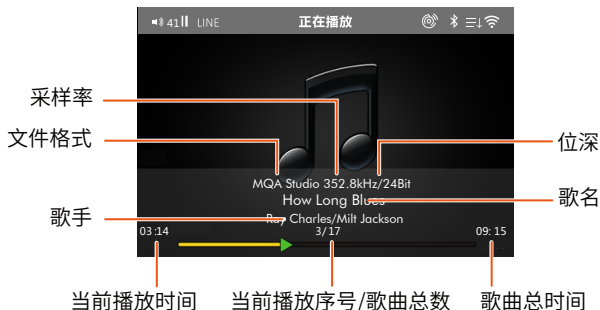 41 LINE 正在播放
采样率
文件格式
位深
MQA Studio 352.8kHz/24Bit
How Long Blues
歌名
歌手
Ray Charles/Milt Jackson
03:14 3/17 09:15
当前播放时间 当前播放序号/歌曲总数 歌曲总时间